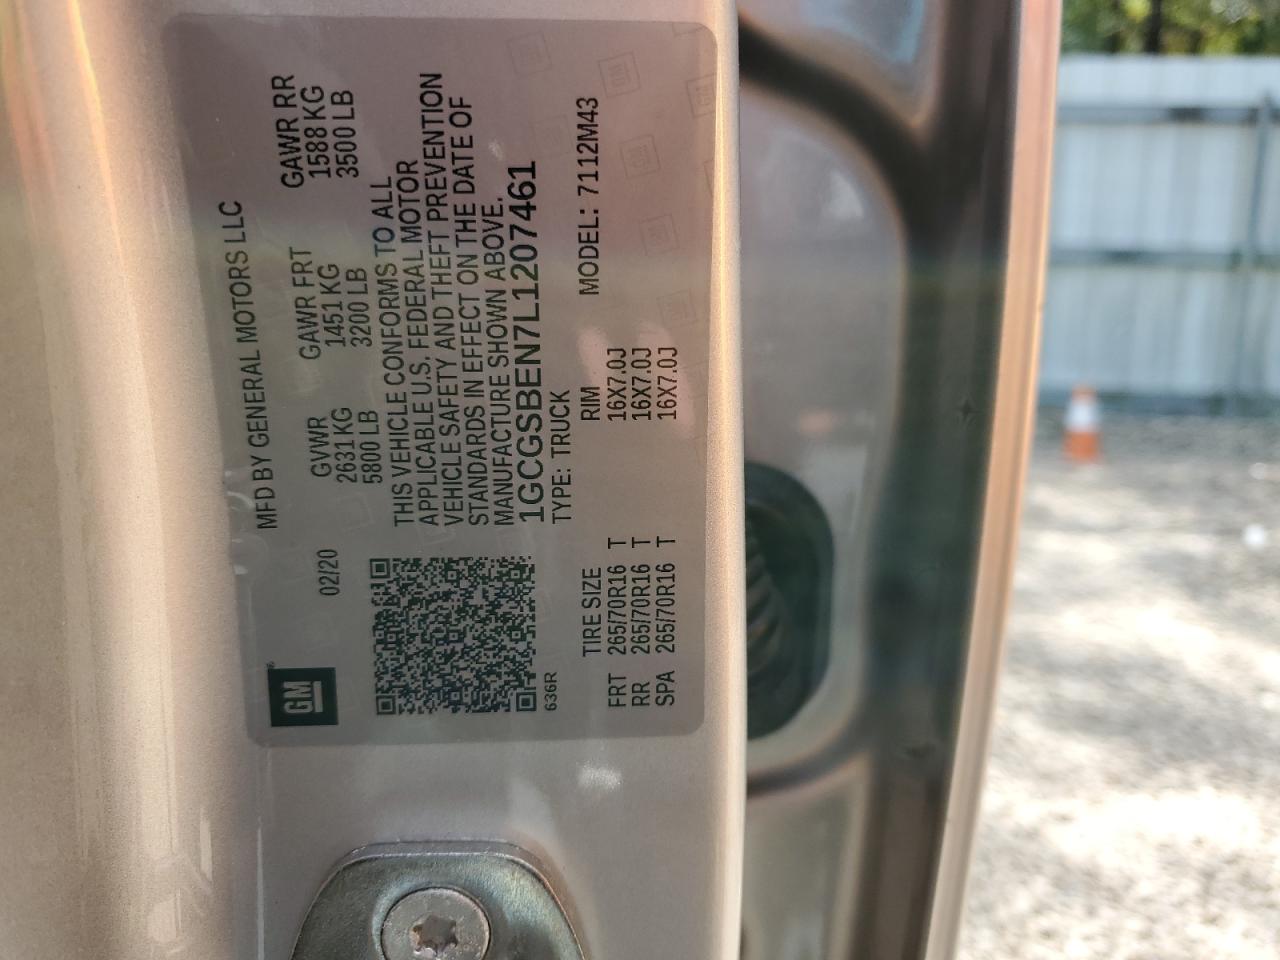 MFD BY GENERAL MOTORS LLC
02/20
GVWR GAWR FRT GAWR RR
2631 KG 1451 KG 1588 KG
5800 LB 3200 LB 3500 LB
THIS VEHICLE CONFORMS TO ALL
APPLICABLE U.S. FEDERAL MOTOR
VEHICLE SAFETY AND THEFT PREVENTION
STANDARDS IN EFFECT ON THE DATE OF
MANUFACTURE SHOWN ABOVE.
1GCGSBEN7L1207461
TYPE: TRUCK MODEL: 7112M43
GM
636R
TIRE SIZE RIM
FRT 265/70R16 T 16X7.0J
RR 265/70R16 T 16X7.0J
SPA 265/70R16 T 16X7.0J